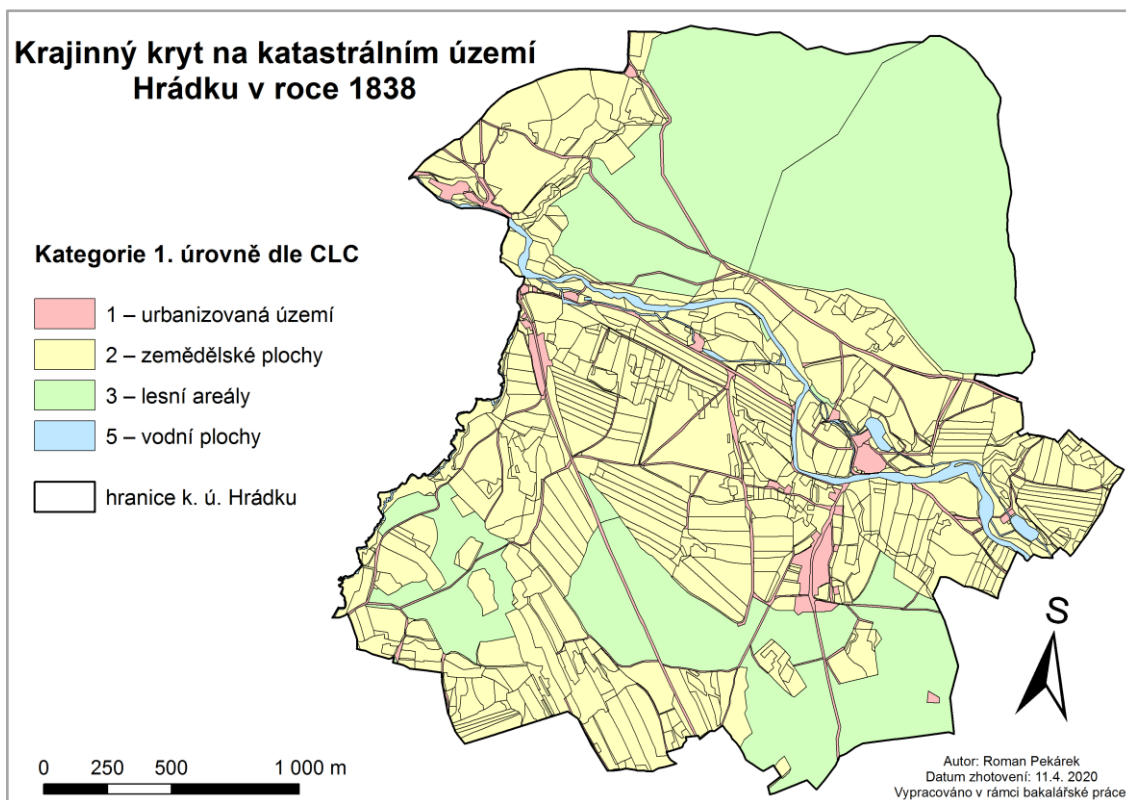 Krajinný kryt na katastrálním území
Hrádku v roce 1838
Kategorie 1. úrovně dle CLC
1 – urbanizovaná území
2 – zemědělské plochy
3 – lesní areály
5 – vodní plochy
hranice k. ú. Hrádku
0 250 500 1 000 m
S
Autor: Roman Pekárek
Datum zhotovení: 11.4. 2020
Vypracováno v rámci bakalářské práce